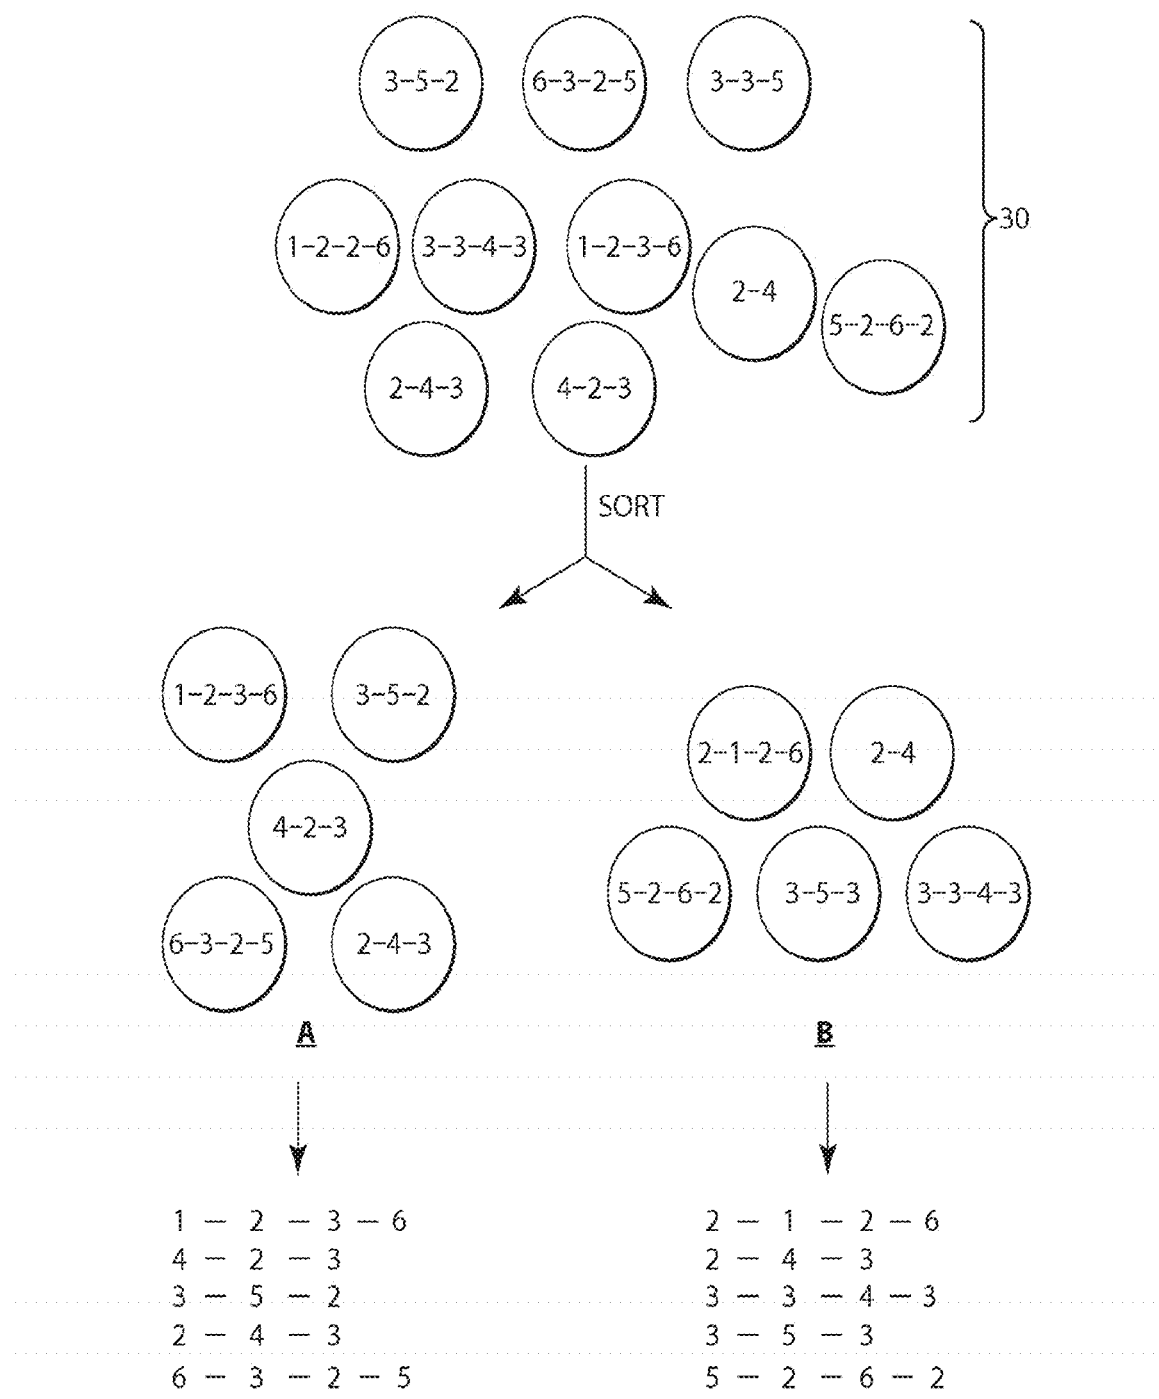 3-5-2
6-3-2-5
3-3-5
1-2-2-6
3-3-4-3
1-2-3-6
2-4
5-2-6-2
30
2-4-3
4-2-3
SORT
1-2-3-6
3-5-2
4-2-3
6-3-2-5
2-4-3
A
2-1-2-6
2-4
5-2-6-2
3-5-3
3-3-4-3
B
1 — 2 — 3 — 6
4 — 2 — 3
3 — 5 — 2
2 — 4 — 3
6 — 3 — 2 — 5
2 — 1 — 2 — 6
2 — 4 — 3
3 — 3 — 4 — 3
3 — 5 — 3
5 — 2 — 6 — 2